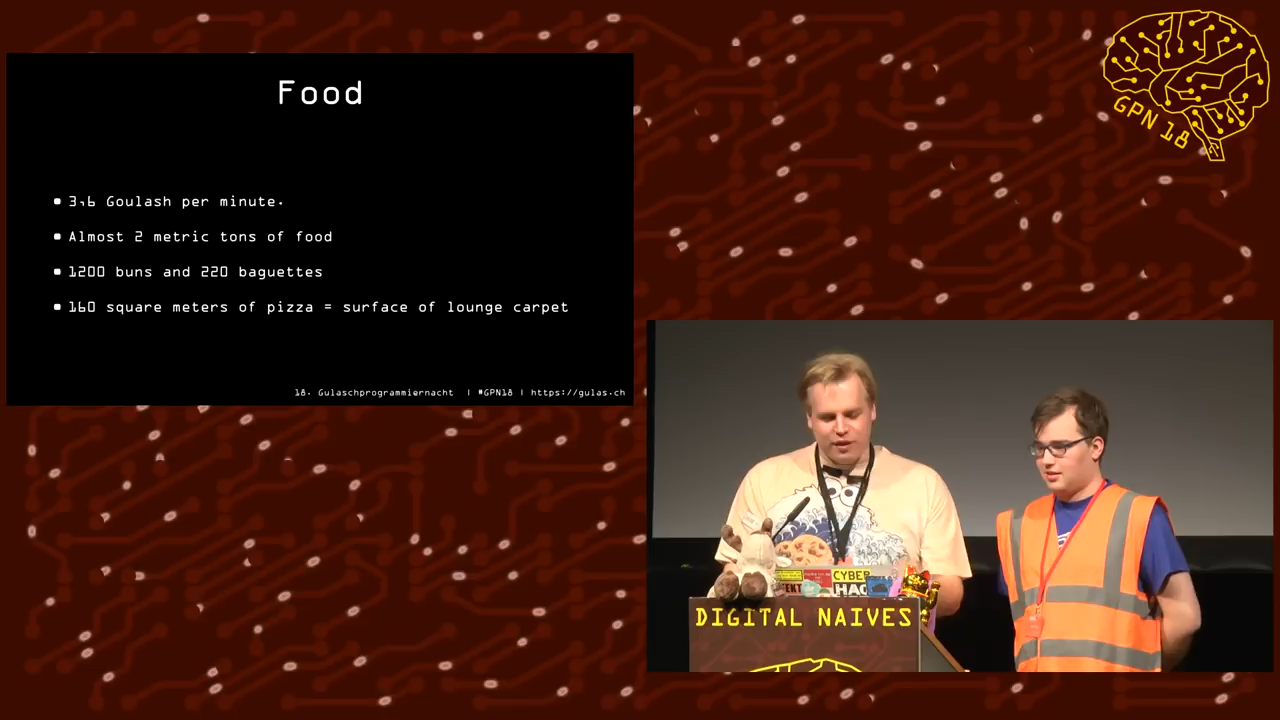 Food
3,6 Goulash per minute.
Almost 2 metric tons of food
1200 buns and 220 baguettes
160 square meters of pizza = surface of lounge carpet
18. Gulaschprogrammiernacht | #GPN18 | https://gulas.ch
GPN 18
CYBER
HAC
DIGITAL NAIVES